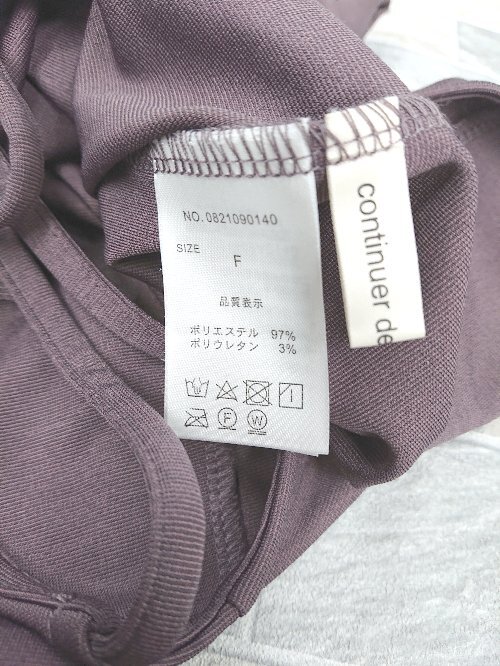 NO.0821090140
SIZE
F
品質表示
ポリエステル 97%
ポリウレタン 3%
F W
continuer de